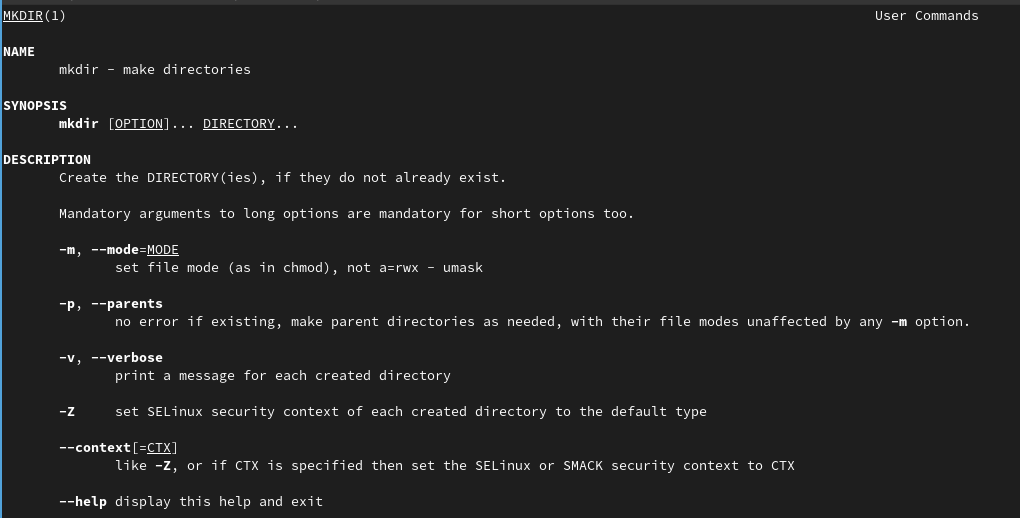 MKDIR(1) User Commands
NAME
mkdir - make directories
SYNOPSIS
mkdir [OPTION]... DIRECTORY...
DESCRIPTION
Create the DIRECTORY(ies), if they do not already exist.
Mandatory arguments to long options are mandatory for short options too.
-m, --mode=MODE
set file mode (as in chmod), not a=rwx - umask
-p, --parents
no error if existing, make parent directories as needed, with their file modes unaffected by any -m option.
-v, --verbose
print a message for each created directory
-Z set SELinux security context of each created directory to the default type
--context[=CTX]
like -Z, or if CTX is specified then set the SELinux or SMACK security context to CTX
--help display this help and exit